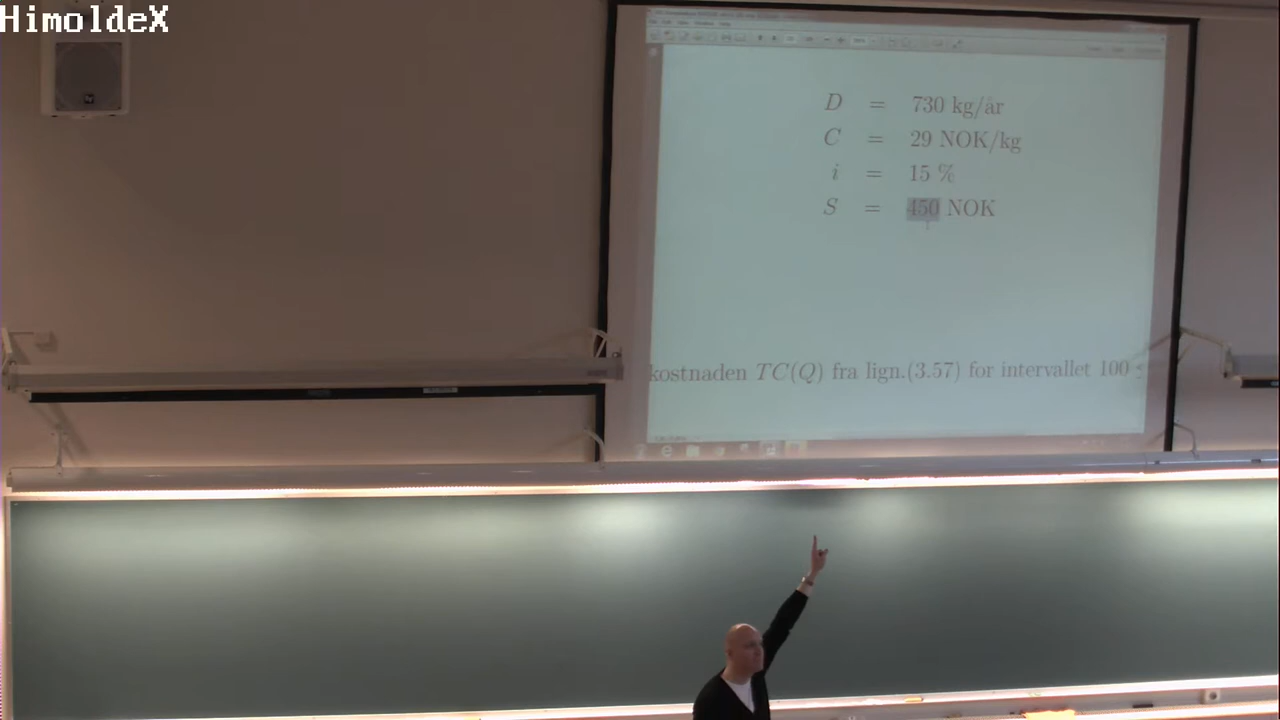 HimoldeX
D = 730 kg/år
C = 29 NOK/kg
i = 15 %
S = 450 NOK
kostnaden TC(Q) fra lign.(3.57) for intervallet 100 ≤